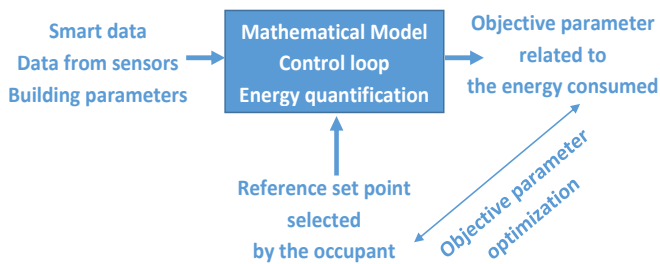 Smart data
Data from sensors
Building parameters
Mathematical Model
Control loop
Energy quantification
Objective parameter
related to
the energy consumed
Reference set point
selected
by the occupant
Objective parameter
optimization